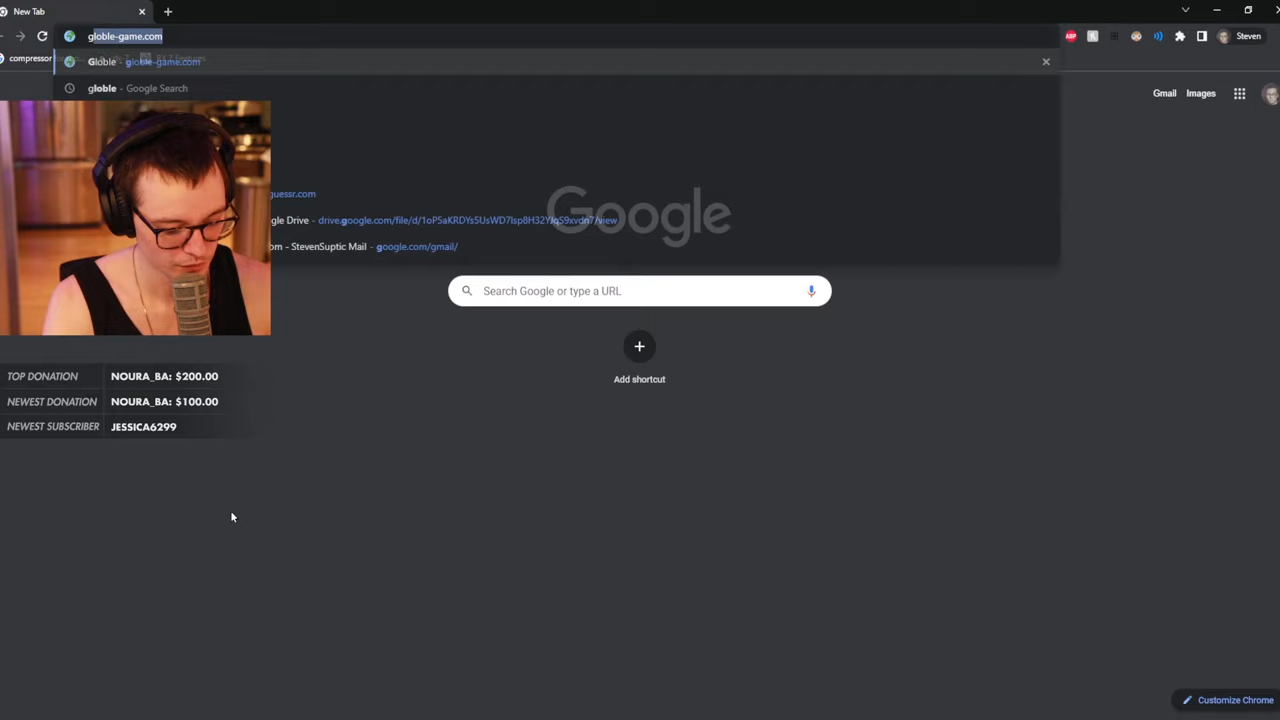 New Tab
globle-game.com
Steven
compressor
Globle - globle-game.com
globle - Google Search
Gmail Images
guessr.com
Google
gle Drive - drive.google.com/file/d/1oP5aKRDYs5UsWD7Isp8H32YJqS9xvdn7/view
om - StevenSuptic Mail - google.com/gmail/
Search Google or type a URL
Add shortcut
TOP DONATION NOURA_BA: $200.00
NEWEST DONATION NOURA_BA: $100.00
NEWEST SUBSCRIBER JESSICA6299
Customize Chrome